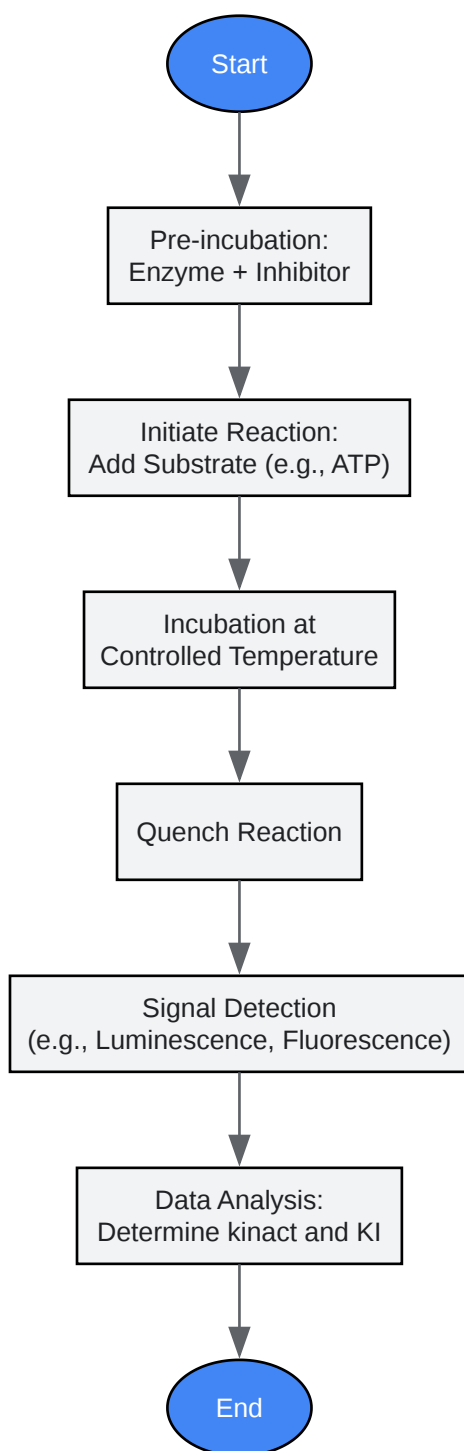 Start
Pre-incubation:
Enzyme + Inhibitor
Initiate Reaction:
Add Substrate (e.g., ATP)
Incubation at
Controlled Temperature
Quench Reaction
Signal Detection
(e.g., Luminescence, Fluorescence)
Data Analysis:
Determine kinact and KI
End